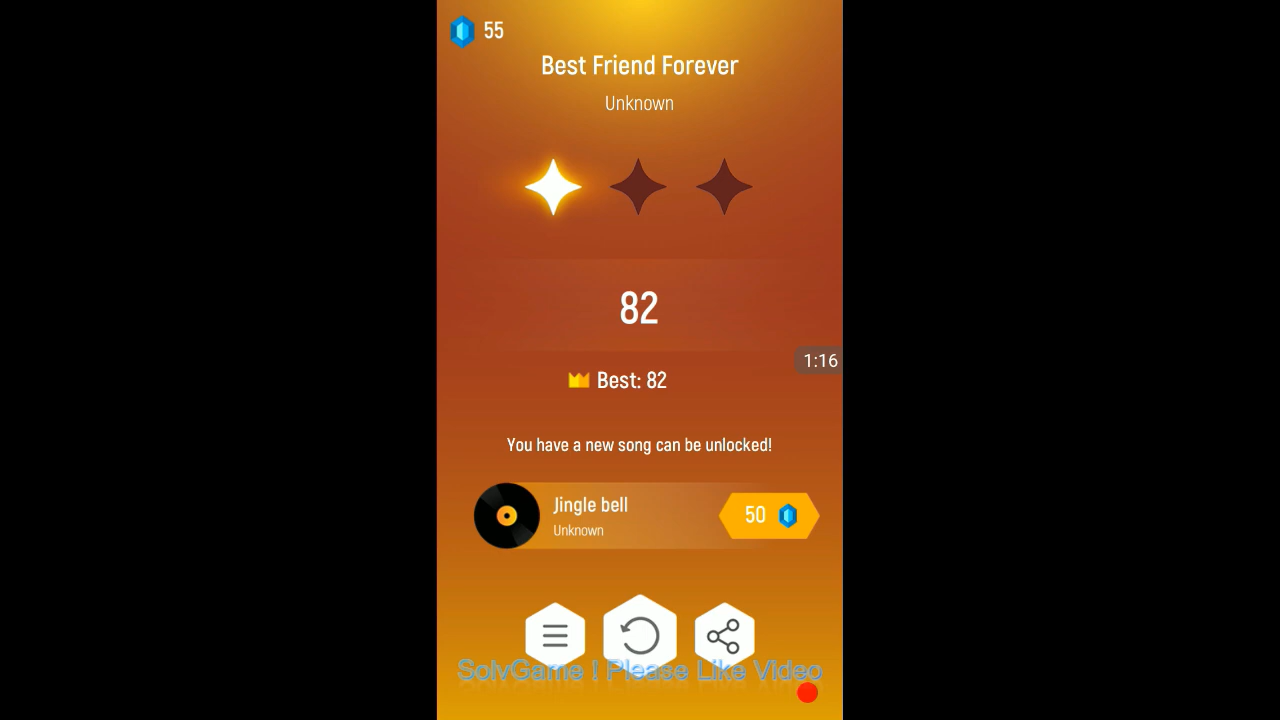 55
Best Friend Forever
Unknown
82
1:16
Best: 82
You have a new song can be unlocked!
Jingle bell
50
Unknown
SolvGame ! Please Like Video